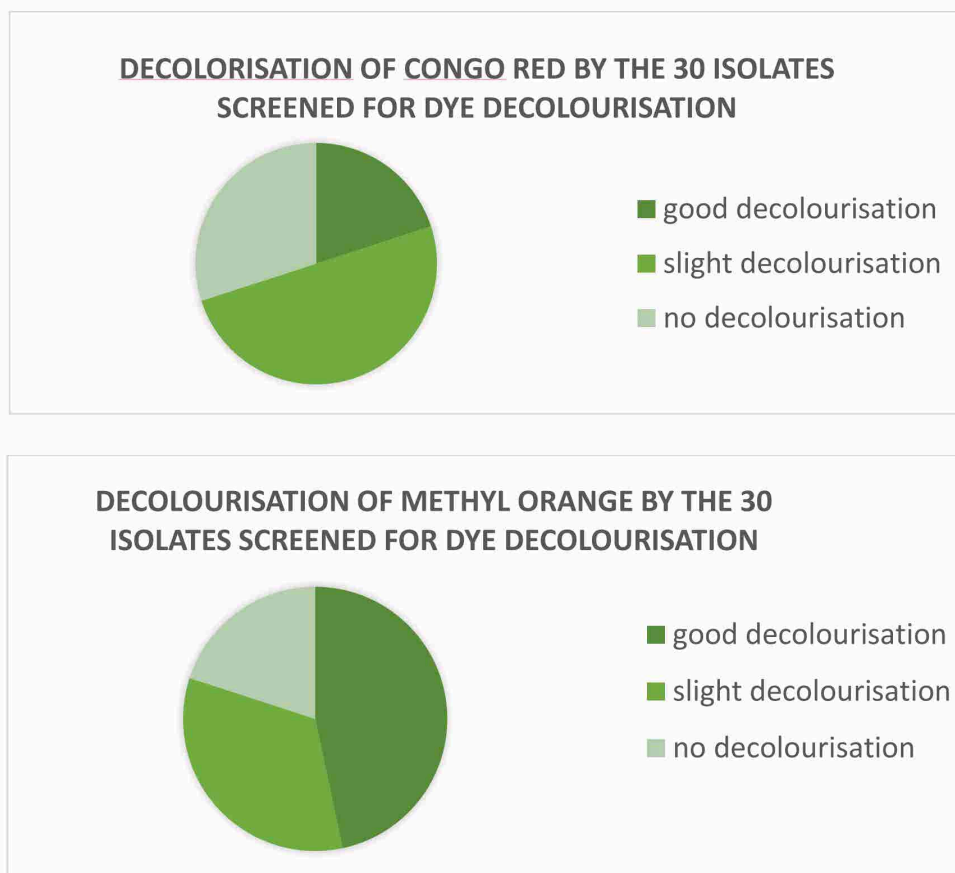 DECOLORISATION OF CONGO RED BY THE 30 ISOLATES
SCREENED FOR DYE DECOLOURISATION
good decolourisation
slight decolourisation
no decolourisation
DECOLOURISATION OF METHYL ORANGE BY THE 30
ISOLATES SCREENED FOR DYE DECOLOURISATION
good decolourisation
slight decolourisation
no decolourisation